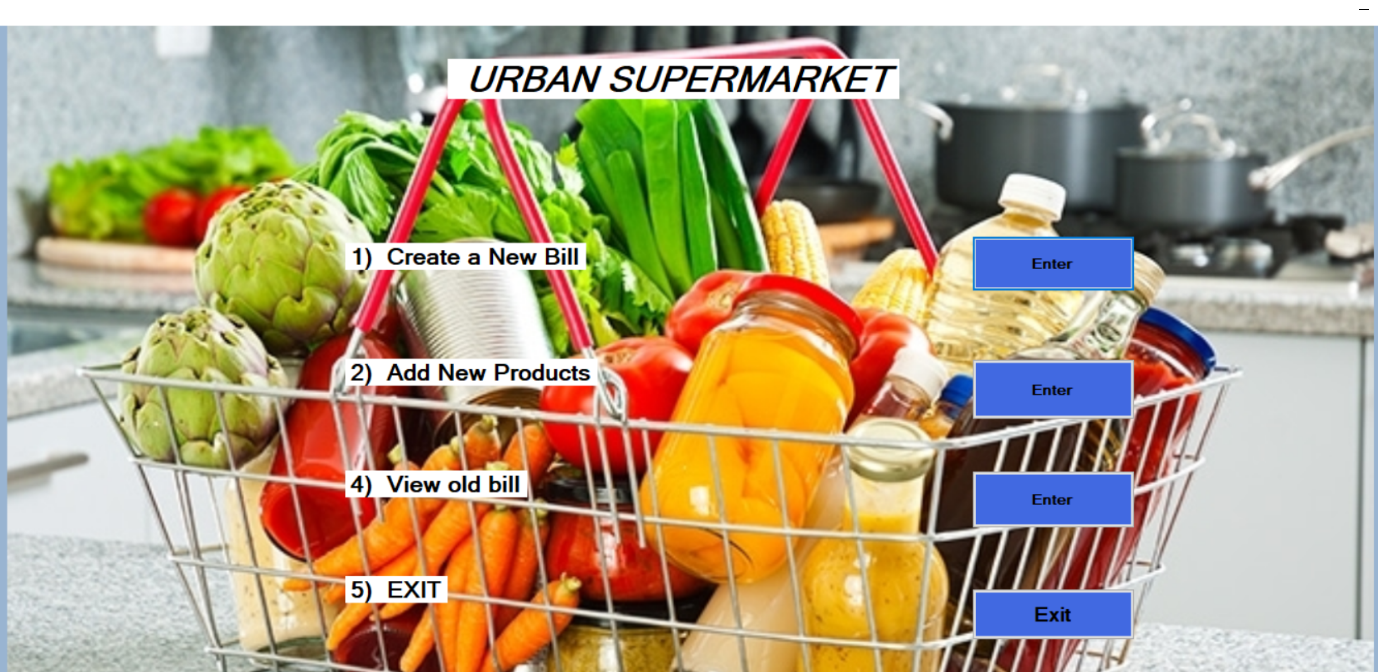 URBAN SUPERMARKET
1) Create a New Bill
Enter
2) Add New Products
Enter
4) View old bill
Enter
5) EXIT
Exit